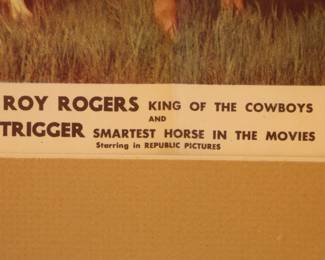 ROY ROGERS KING OF THE COWBOYS
AND
TRIGGER SMARTEST HORSE IN THE MOVIES
Starring in REPUBLIC PICTURES